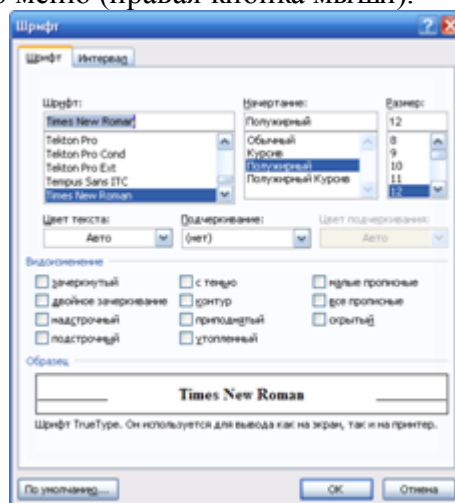 меню (правая кнопка мыши).
Шрифт
Шрифт Интервал
Шрифт: Начертание: Размер:
Times New Roman Полужирный 12
Tekton Pro Обычный 8
Tekton Pro Cond Курсив 9
Tekton Pro Ext Полужирный 10
Tempus Sans ITC Полужирный Курсив 11
Times New Roman 12
Цвет текста: Подчеркивание: Цвет подчеркивания:
Авто (нет) Авто
Видоизменение
зачеркнутый с тенью малые прописные
двойное зачеркивание контур все прописные
надстрочный приподнятый скрытый
подстрочный утопленный
Образец
Times New Roman
Шрифт TrueType. Он используется для вывода как на экран, так и на принтер.
По умолчанию... ОК Отмена